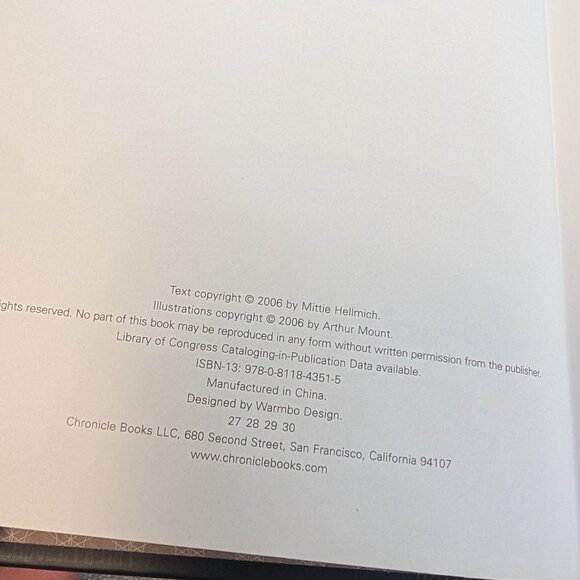 Text copyright © 2006 by Mittie Hellmich.
Illustrations copyright © 2006 by Arthur Mount.
ights reserved. No part of this book may be reproduced in any form without written permission from the publisher.
Library of Congress Cataloging-in-Publication Data available.
ISBN-13: 978-0-8118-4351-5
Manufactured in China.
Designed by Warmbo Design.
27 28 29 30
Chronicle Books LLC, 680 Second Street, San Francisco, California 94107
www.chroniclebooks.com